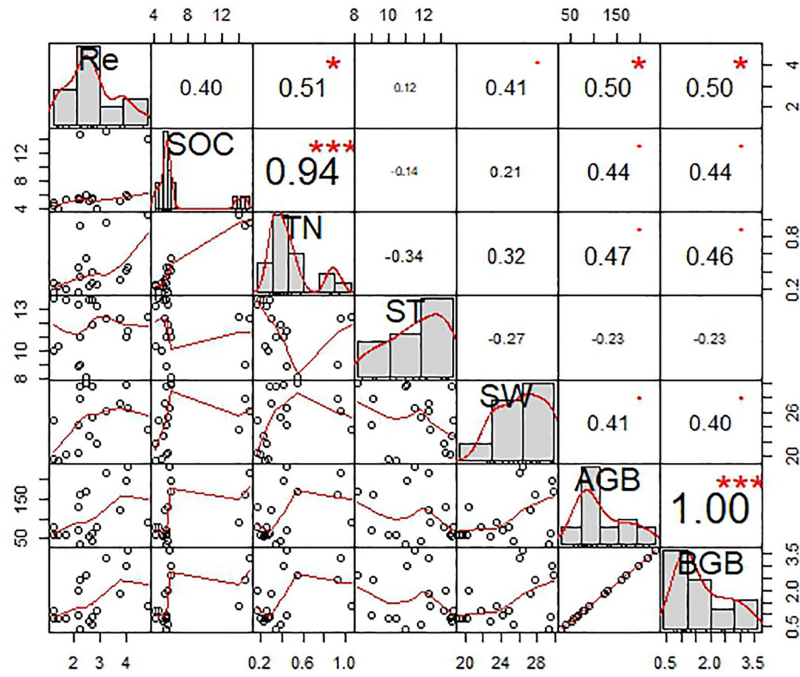 4 8 12 8 10 12 50 150
Re 0.40 0.51 * 0.12 0.41 . 0.50 * 0.50 * 2 4
4 8 12 SOC 0.94 *** -0.14 0.21 0.44 . 0.44 .
TN -0.34 0.32 0.47 . 0.46 . 0.2 0.8
8 10 13 ST -0.27 -0.23 -0.23
SW 0.41 . 0.40 . 20 26
50 150 AGB 1.00 ***
BGB 0.5 2.0 3.5
2 3 4 0.2 0.6 1.0 20 24 28 0.5 2.0 3.5